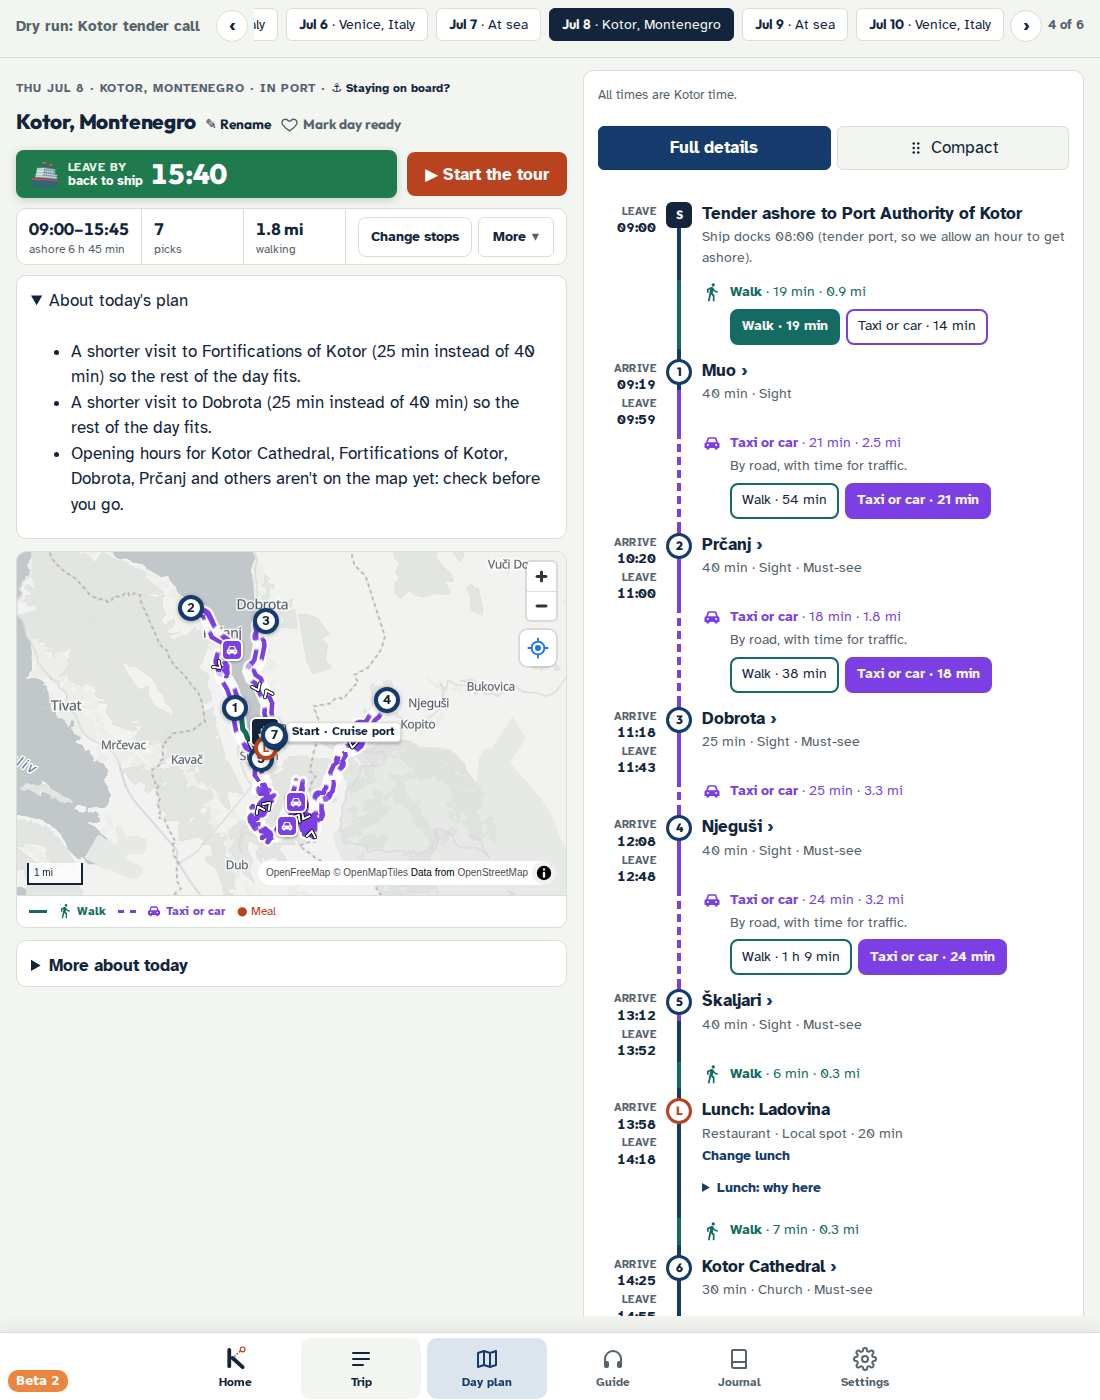 Dry run: Kotor tender call
‹
aly
Jul 6 · Venice, Italy
Jul 7 · At sea
Jul 8 · Kotor, Montenegro
Jul 9 · At sea
Jul 10 · Venice, Italy
›
4 of 6
THU JUL 8 · KOTOR, MONTENEGRO · IN PORT · ⚓ Staying on board?
Kotor, Montenegro
✎ Rename
Mark day ready
LEAVE BY
back to ship
15:40
▶ Start the tour
09:00–15:45
ashore 6 h 45 min
7
picks
1.8 mi
walking
Change stops
More ▼
▼ About today's plan
• A shorter visit to Fortifications of Kotor (25 min instead of 40
min) so the rest of the day fits.
• A shorter visit to Dobrota (25 min instead of 40 min) so the
rest of the day fits.
• Opening hours for Kotor Cathedral, Fortifications of Kotor,
Dobrota, Prčanj and others aren't on the map yet: check before
you go.
Vuči Do
+
−
Dobrota
2
3
Bukovica
Tivat
1
4
Njeguši
Kopito
7
Start · Cruise port
Mrčevac
Kavač
5
Dub
1 mi
OpenFreeMap © OpenMapTiles Data from OpenStreetMap
Walk
Taxi or car
Meal
▶ More about today
All times are Kotor time.
Full details
Compact
LEAVE
09:00
S
Tender ashore to Port Authority of Kotor
Ship docks 08:00 (tender port, so we allow an hour to get
ashore).
Walk · 19 min · 0.9 mi
Walk · 19 min
Taxi or car · 14 min
ARRIVE
09:19
LEAVE
09:59
1
Muo ›
40 min · Sight
Taxi or car · 21 min · 2.5 mi
By road, with time for traffic.
Walk · 54 min
Taxi or car · 21 min
ARRIVE
10:20
LEAVE
11:00
2
Prčanj ›
40 min · Sight · Must-see
Taxi or car · 18 min · 1.8 mi
By road, with time for traffic.
Walk · 38 min
Taxi or car · 18 min
ARRIVE
11:18
LEAVE
11:43
3
Dobrota ›
25 min · Sight · Must-see
Taxi or car · 25 min · 3.3 mi
ARRIVE
12:08
LEAVE
12:48
4
Njeguši ›
40 min · Sight · Must-see
Taxi or car · 24 min · 3.2 mi
By road, with time for traffic.
Walk · 1 h 9 min
Taxi or car · 24 min
ARRIVE
13:12
LEAVE
13:52
5
Škaljari ›
40 min · Sight · Must-see
Walk · 6 min · 0.3 mi
ARRIVE
13:58
LEAVE
14:18
L
Lunch: Ladovina
Restaurant · Local spot · 20 min
Change lunch
▶ Lunch: why here
Walk · 7 min · 0.3 mi
ARRIVE
14:25
LEAVE
14:55
6
Kotor Cathedral ›
30 min · Church · Must-see
Beta 2
Home
Trip
Day plan
Guide
Journal
Settings